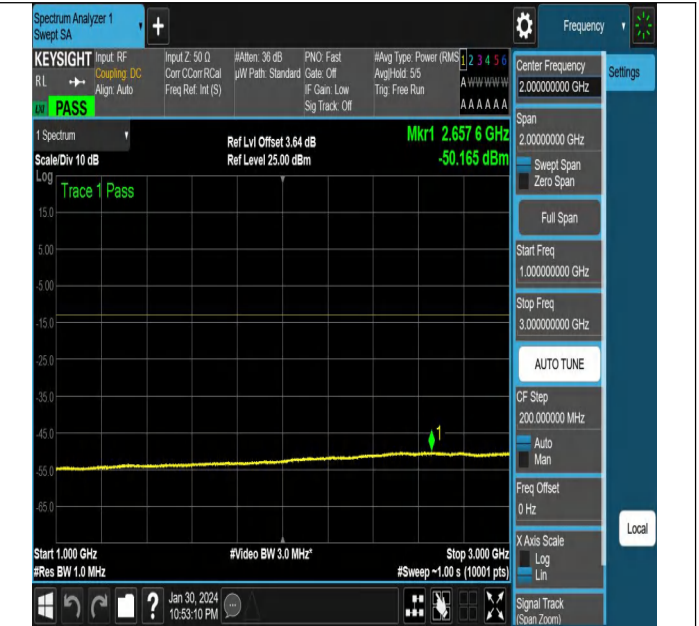 Spectrum Analyzer 1
Swept SA
+
Frequency
KEYSIGHT
RL
Input: RF
Coupling: DC
Align: Auto
Input Z: 50 Ω
Corr CCorr RCal
Freq Ref: Int (S)
#Atten: 36 dB
µW Path: Standard
PNO: Fast
Gate: Off
IF Gain: Low
Sig Track: Off
#Avg Type: Power (RMS
Avg|Hold: 5/5
Trig: Free Run
1 2 3 4 5 6
A W W W W W
A A A A A A
LXI PASS
1 Spectrum
Scale/Div 10 dB
Ref Lvl Offset 3.64 dB
Ref Level 25.00 dBm
Mkr1 2.657 6 GHz
-50.165 dBm
Log
Trace 1 Pass
15.0
5.00
-5.00
-15.0
-25.0
-35.0
-45.0
-55.0
-65.0
1
Start 1.000 GHz
#Res BW 1.0 MHz
#Video BW 3.0 MHz*
Stop 3.000 GHz
#Sweep ~1.00 s (10001 pts)
?
Jan 30, 2024
10:53:10 PM
Center Frequency
2.000000000 GHz
Settings
Span
2.00000000 GHz
Swept Span
Zero Span
Full Span
Start Freq
1.000000000 GHz
Stop Freq
3.000000000 GHz
AUTO TUNE
CF Step
200.000000 MHz
Auto
Man
Freq Offset
0 Hz
X Axis Scale
Log
Lin
Local
Signal Track
(Span Zoom)